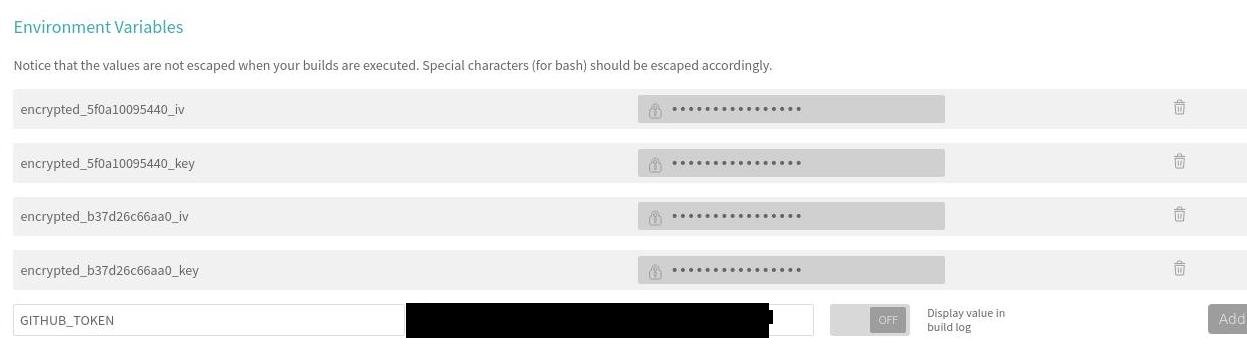 Environment Variables
Notice that the values are not escaped when your builds are executed. Special characters (for bash) should be escaped accordingly.
encrypted_5f0a10095440_iv ••••••••••••••••
encrypted_5f0a10095440_key ••••••••••••••••
encrypted_b37d26c66aa0_iv ••••••••••••••••
encrypted_b37d26c66aa0_key ••••••••••••••••
GITHUB_TOKEN OFF Display value in
build log
Add